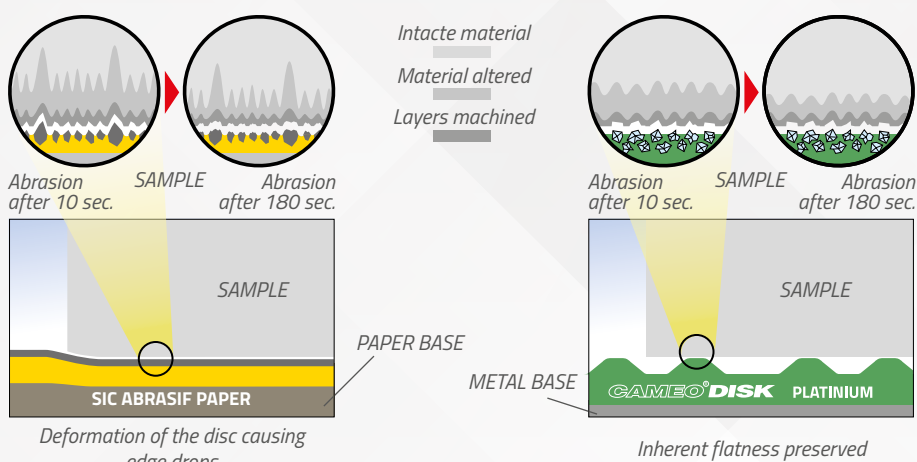 Intacte material
Material altered
Layers machined
Abrasion
after 10 sec.
SAMPLE
Abrasion
after 180 sec.
Abrasion
after 10 sec.
SAMPLE
Abrasion
after 180 sec.
SAMPLE
PAPER BASE
SIC ABRASIF PAPER
Deformation of the disc causing
edge drops
SAMPLE
METAL BASE
CAMEO® DISK PLATINIUM
Inherent flatness preserved